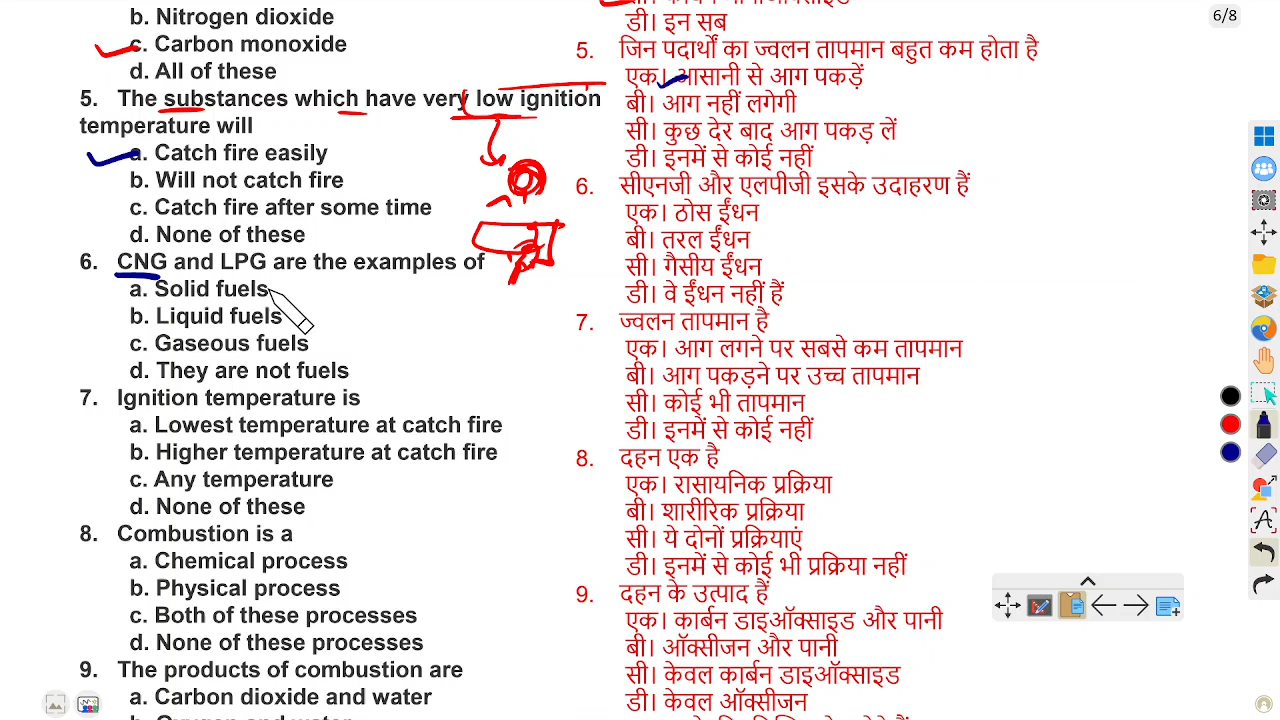 b. Nitrogen dioxide
c. Carbon monoxide
d. All of these
5. The substances which have very low ignition
temperature will
a. Catch fire easily
b. Will not catch fire
c. Catch fire after some time
d. None of these
6. CNG and LPG are the examples of
a. Solid fuels
b. Liquid fuels
c. Gaseous fuels
d. They are not fuels
7. Ignition temperature is
a. Lowest temperature at catch fire
b. Higher temperature at catch fire
c. Any temperature
d. None of these
8. Combustion is a
a. Chemical process
b. Physical process
c. Both of these processes
d. None of these processes
9. The products of combustion are
a. Carbon dioxide and water
डी। इन सब
5. जिन पदार्थों का ज्वलन तापमान बहुत कम होता है
एक। आसानी से आग पकड़ें
बी। आग नहीं लगेगी
सी। कुछ देर बाद आग पकड़ लें
डी। इनमें से कोई नहीं
6. सीएनजी और एलपीजी इसके उदाहरण हैं
एक। ठोस ईंधन
बी। तरल ईंधन
सी। गैसीय ईंधन
डी। वे ईंधन नहीं हैं
7. ज्वलन तापमान है
एक। आग लगने पर सबसे कम तापमान
बी। आग पकड़ने पर उच्च तापमान
सी। कोई भी तापमान
डी। इनमें से कोई नहीं
8. दहन एक है
एक। रासायनिक प्रक्रिया
बी। शारीरिक प्रक्रिया
सी। ये दोनों प्रक्रियाएं
डी। इनमें से कोई भी प्रक्रिया नहीं
9. दहन के उत्पाद हैं
एक। कार्बन डाइऑक्साइड और पानी
बी। ऑक्सीजन और पानी
सी। केवल कार्बन डाइऑक्साइड
डी। केवल ऑक्सीजन
6/8